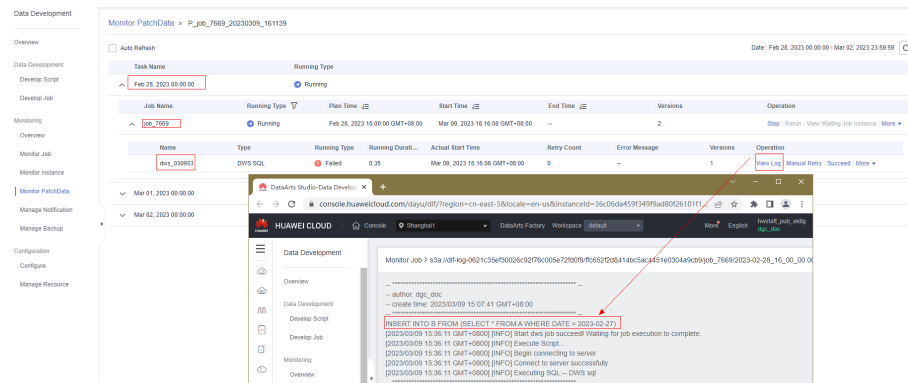 Data Development
Monitor PatchData > P_job_7669_20230309_161139
Overview
Auto Refresh
Date : Feb 28, 2023 00:00:00 - Mar 02, 2023 23:59:59
Data Development
Task Name Running Type
Develop Script
Feb 28, 2023 00:00:00 Running
Develop Job
Job Name Running Type Plan Time Start Time End Time Versions Operation
Monitoring
job_7669 Running Feb 28, 2023 16:00:00 GMT+08:00 Mar 09, 2023 16:16:08 GMT+08:00 -- 2 Stop Rerun View Waiting Job Instance More
Overview
Monitor Job
Name Type Running Type Running Durati... Actual Start Time Retry Count Error Message Versions Operation
Monitor Instance
dws_030903 DWS SQL Failed 0.35 Mar 09, 2023 16:16:08 GMT+08:00 0 -- 1 View Log Manual Retry Succeed More
Monitor PatchData
Mar 01, 2023 00:00:00
Manage Notification
Mar 02, 2023 00:00:00
Manage Backup
Configuration
Configure
Manage Resource
DataArts Studio-Data Develop
console.huaweicloud.com/dayu/dlf/?region=cn-east-3&locale=en-us&instanceId=36c06da459f349f9ad80f26101f1...
HUAWEI
HUAWEI CLOUD Console Shanghai1 DataArts Factory Workspace default More English hwstaff_pub_eidig
dgc_doc
Data Development
Monitor Job > s3a://dlf-log-0621c35ef30026c92f76c005e72fd0f8/ffc652f2d8414bc5ac4451e0304a9cb9/job_7669/2023-02-28_16_00_00.00
Overview
-- ******************************************************************** --
-- author: dgc_doc
-- create time: 2023/03/09 15:07:41 GMT+08:00
-- ******************************************************************** --
Data Development
Develop Script
INSERT INTO B FROM (SELECT * FROM A WHERE DATE = 2023-02-27)
[2023/03/09 15:36:11 GMT+0800] [INFO] Start dws job succeed! Waiting for job execution to complete.
Develop Job
[2023/03/09 15:36:11 GMT+0800] [INFO] Execute Script...
[2023/03/09 15:36:11 GMT+0800] [INFO] Begin connecting to server
Monitoring
[2023/03/09 15:36:11 GMT+0800] [INFO] Connect to server successfully
Overview
[2023/03/09 15:36:11 GMT+0800] [INFO] Executing SQL:-- DWS sql
-- ********************************************************************